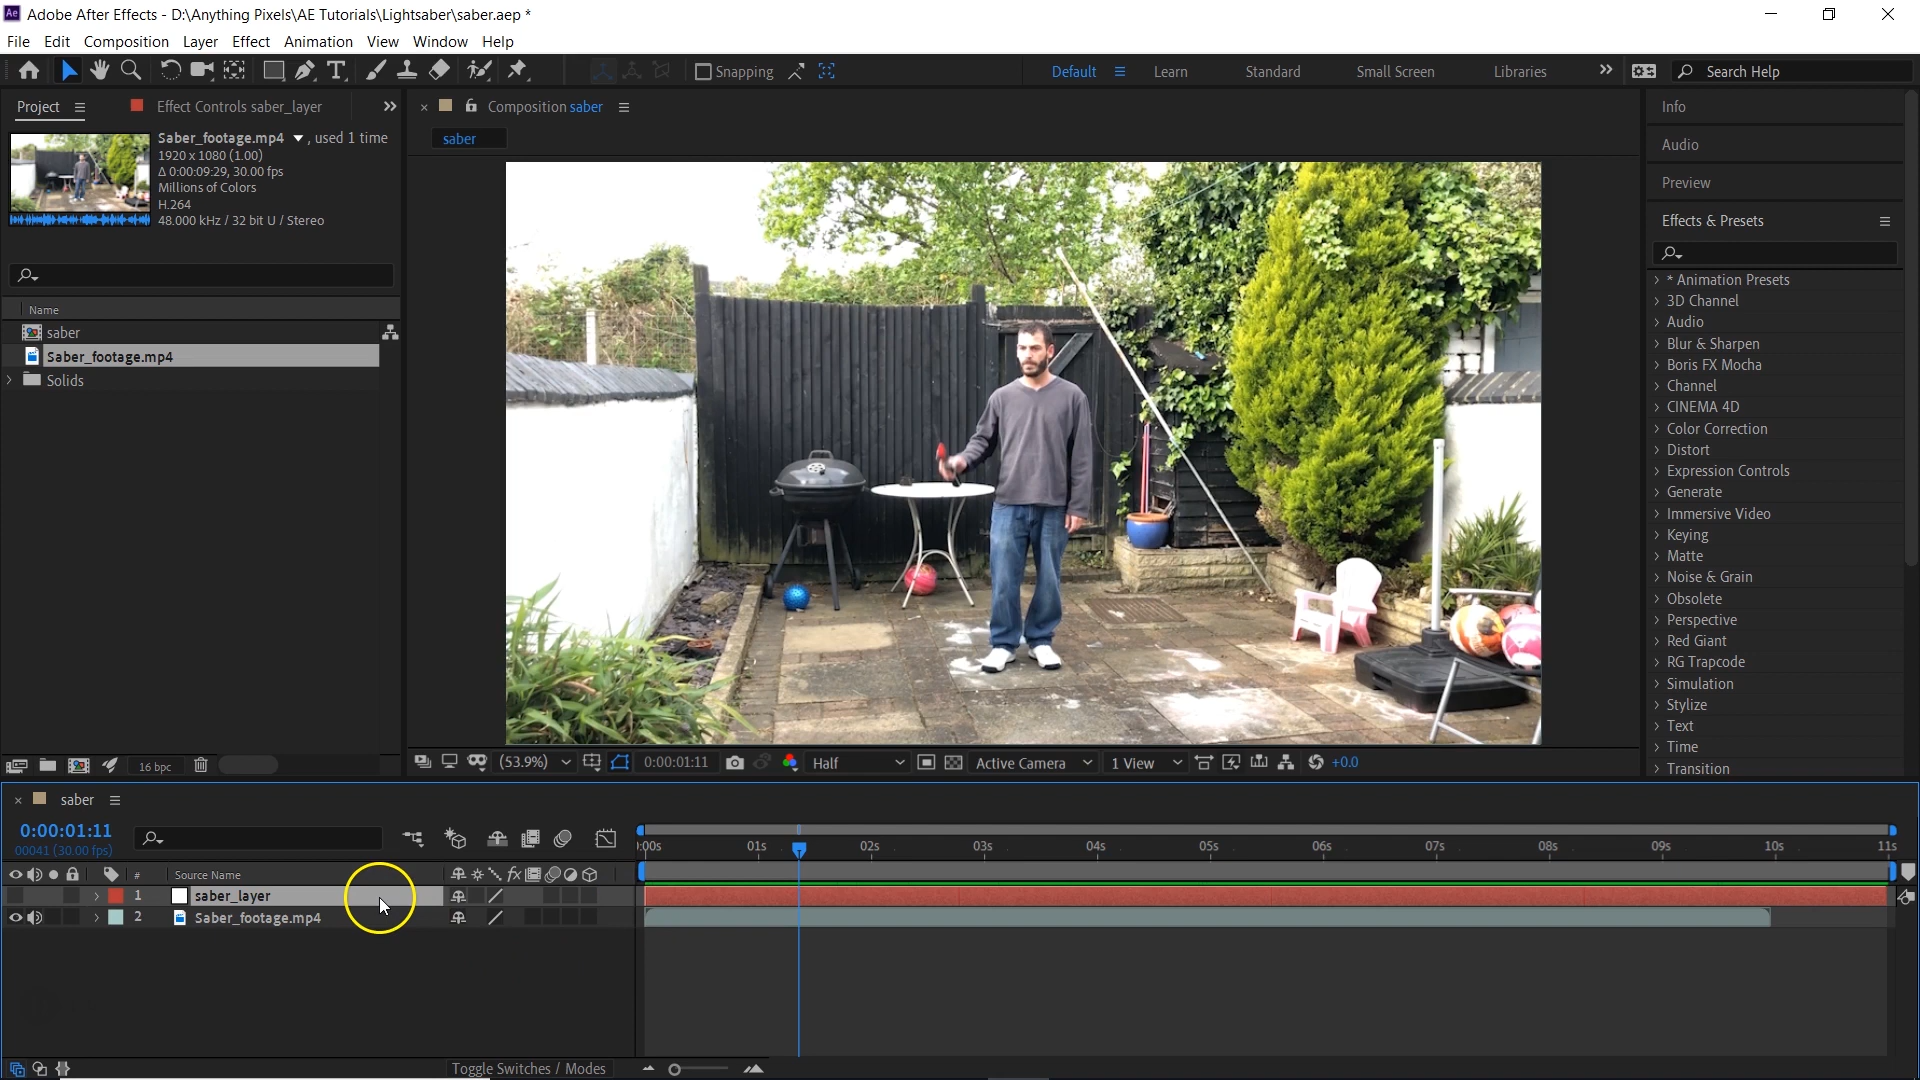 Ae Adobe After Effects - D:\Anything Pixels\AE Tutorials\Lightsaber\saber.aep *
File Edit Composition Layer Effect Animation View Window Help
Snapping Default Learn Standard Small Screen Libraries Search Help
Project Effect Controls saber_layer
Composition saber
saber
Saber_footage.mp4 , used 1 time
1920 x 1080 (1.00)
Δ 0:00:09:29, 30.00 fps
Millions of Colors
H.264
48.000 kHz / 32 bit U / Stereo
Name
saber
Saber_footage.mp4
Solids
16 bpc
(53.9%) 0:00:01:11 Half Active Camera 1 View +0.0
Info
Audio
Preview
Effects & Presets
* Animation Presets
3D Channel
Audio
Blur & Sharpen
Boris FX Mocha
Channel
CINEMA 4D
Color Correction
Distort
Expression Controls
Generate
Immersive Video
Keying
Matte
Noise & Grain
Obsolete
Perspective
Red Giant
RG Trapcode
Simulation
Stylize
Text
Time
Transition
saber
0:00:01:11
00041 (30.00 fps)
):00s 01s 02s 03s 04s 05s 06s 07s 08s 09s 10s 11s
# Source Name fx
1 saber_layer
2 Saber_footage.mp4
Toggle Switches / Modes